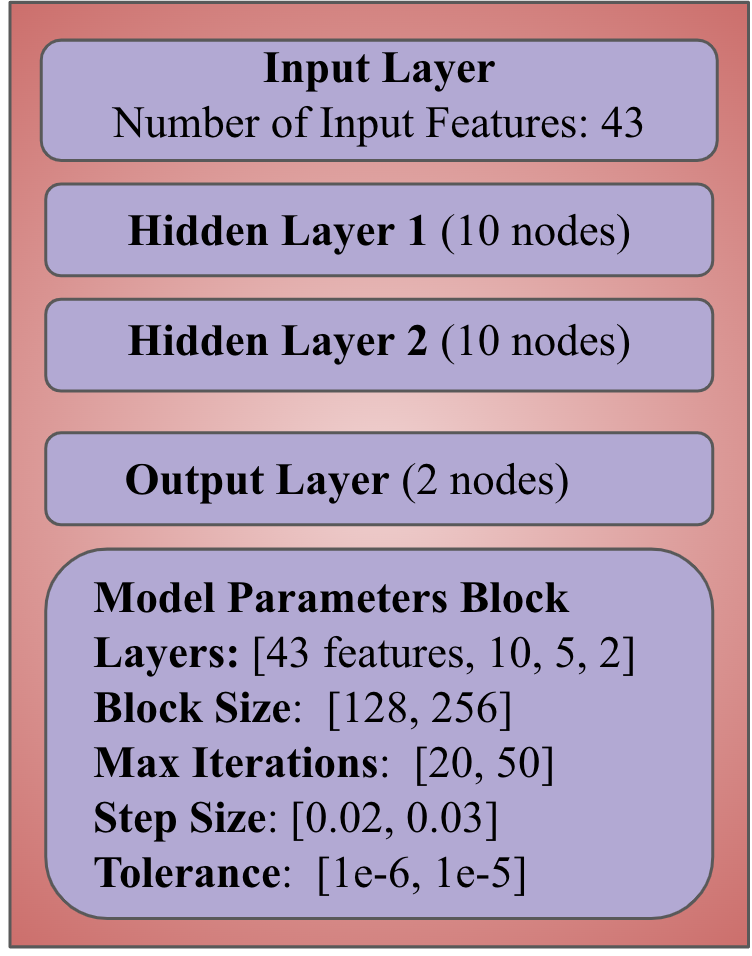 Input Layer
Number of Input Features: 43
Hidden Layer 1 (10 nodes)
Hidden Layer 2 (10 nodes)
Output Layer (2 nodes)
Model Parameters Block
Layers: [43 features, 10, 5, 2]
Block Size: [128, 256]
Max Iterations: [20, 50]
Step Size: [0.02, 0.03]
Tolerance: [1e-6, 1e-5]